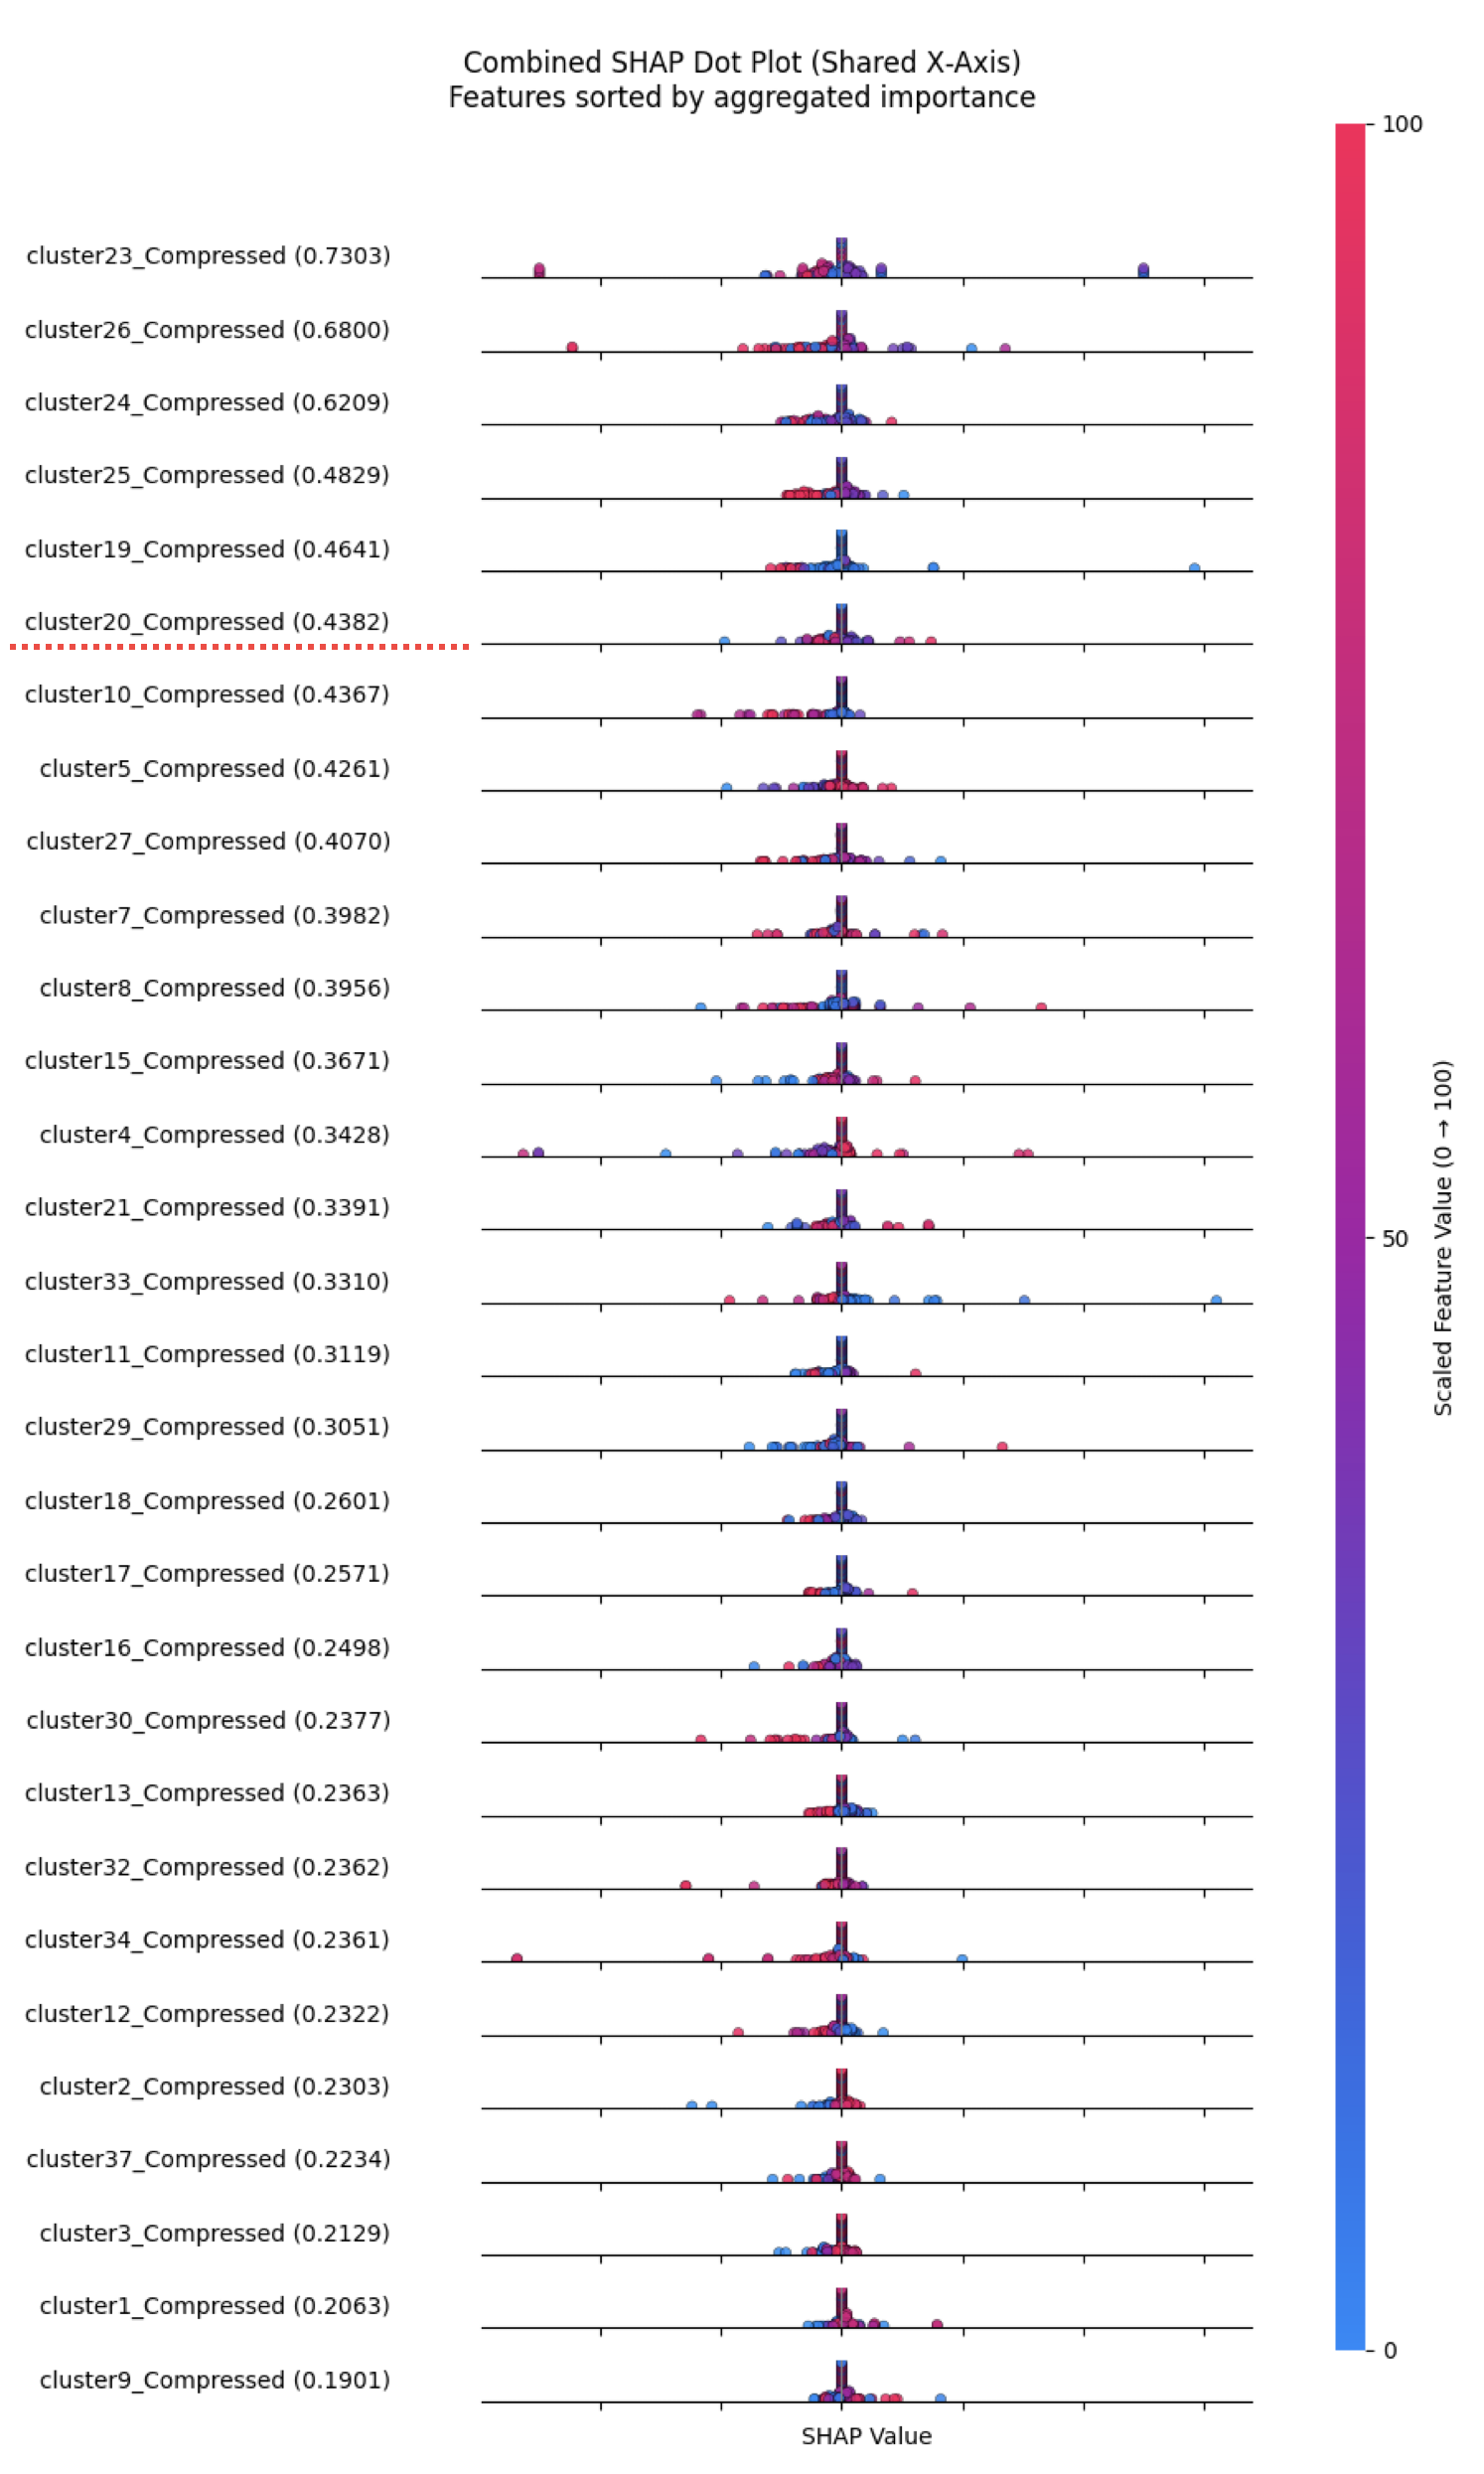 Combined SHAP Dot Plot (Shared X-Axis)
Features sorted by aggregated importance
100
cluster23_Compressed (0.7303)
cluster26_Compressed (0.6800)
cluster24_Compressed (0.6209)
cluster25_Compressed (0.4829)
cluster19_Compressed (0.4641)
cluster20_Compressed (0.4382)
cluster10_Compressed (0.4367)
cluster5_Compressed (0.4261)
cluster27_Compressed (0.4070)
cluster7_Compressed (0.3982)
cluster8_Compressed (0.3956)
cluster15_Compressed (0.3671)
cluster4_Compressed (0.3428)
cluster21_Compressed (0.3391)
50
Scaled Feature Value (0 → 100)
cluster33_Compressed (0.3310)
cluster11_Compressed (0.3119)
cluster29_Compressed (0.3051)
cluster18_Compressed (0.2601)
cluster17_Compressed (0.2571)
cluster16_Compressed (0.2498)
cluster30_Compressed (0.2377)
cluster13_Compressed (0.2363)
cluster32_Compressed (0.2362)
cluster34_Compressed (0.2361)
cluster12_Compressed (0.2322)
cluster2_Compressed (0.2303)
cluster37_Compressed (0.2234)
cluster3_Compressed (0.2129)
cluster1_Compressed (0.2063)
0
cluster9_Compressed (0.1901)
SHAP Value